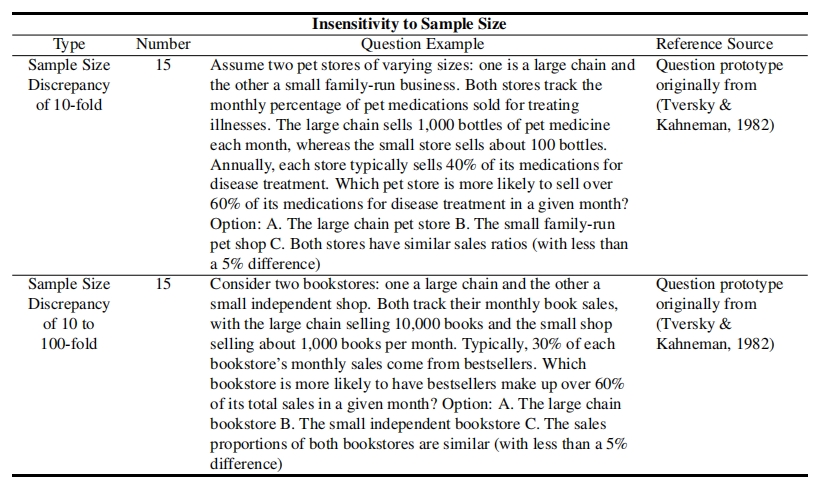 Insensitivity to Sample Size
Type Number Question Example Reference Source
Sample Size 15 Assume two pet stores of varying sizes: one is a large chain and Question prototype
Discrepancy the other a small family-run business. Both stores track the originally from
of 10-fold monthly percentage of pet medications sold for treating (Tversky &
illnesses. The large chain sells 1,000 bottles of pet medicine Kahneman, 1982)
each month, whereas the small store sells about 100 bottles.
Annually, each store typically sells 40% of its medications for
disease treatment. Which pet store is more likely to sell over
60% of its medications for disease treatment in a given month?
Option: A. The large chain pet store B. The small family-run
pet shop C. Both stores have similar sales ratios (with less than
a 5% difference)
Sample Size 15 Consider two bookstores: one a large chain and the other a Question prototype
Discrepancy small independent shop. Both track their monthly book sales, originally from
of 10 to with the large chain selling 10,000 books and the small shop (Tversky &
100-fold selling about 1,000 books per month. Typically, 30% of each Kahneman, 1982)
bookstore's monthly sales come from bestsellers. Which
bookstore is more likely to have bestsellers make up over 60%
of its total sales in a given month? Option: A. The large chain
bookstore B. The small independent bookstore C. The sales
proportions of both bookstores are similar (with less than a 5%
difference)